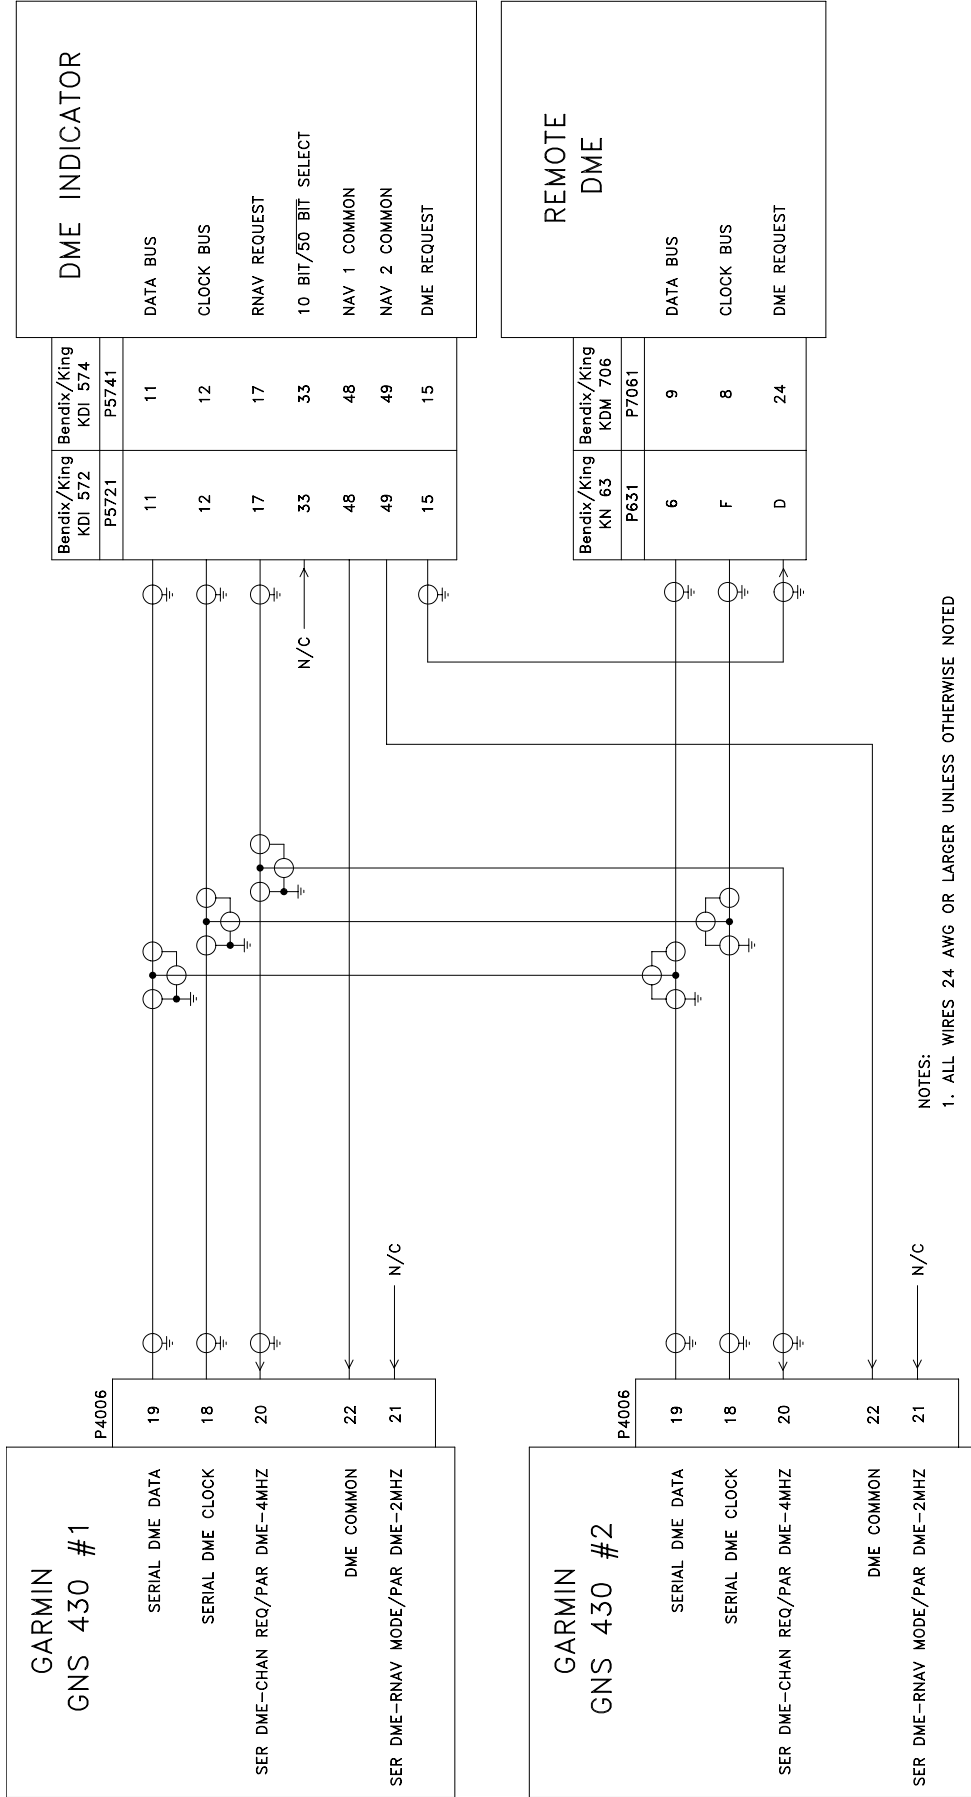 GARMIN
GNS 430 #1
P4006
SERIAL DME DATA 19
SERIAL DME CLOCK 18
SER DME-CHAN REQ/PAR DME-4MHZ 20
DME COMMON 22
SER DME-RNAV MODE/PAR DME-2MHZ 21
N/C
N/C
DME INDICATOR
Bendix/King
KDI 572
Bendix/King
KDI 574
P5721 P5741
11 11 DATA BUS
12 12 CLOCK BUS
17 17 RNAV REQUEST
33 33 10 BIT/50 BIT SELECT
48 48 NAV 1 COMMON
49 49 NAV 2 COMMON
15 15 DME REQUEST
GARMIN
GNS 430 #2
P4006
SERIAL DME DATA 19
SERIAL DME CLOCK 18
SER DME-CHAN REQ/PAR DME-4MHZ 20
DME COMMON 22
SER DME-RNAV MODE/PAR DME-2MHZ 21
N/C
REMOTE
DME
Bendix/King
KN 63
Bendix/King
KDM 706
P631 P7061
6 9 DATA BUS
F 8 CLOCK BUS
D 24 DME REQUEST
NOTES:
1. ALL WIRES 24 AWG OR LARGER UNLESS OTHERWISE NOTED